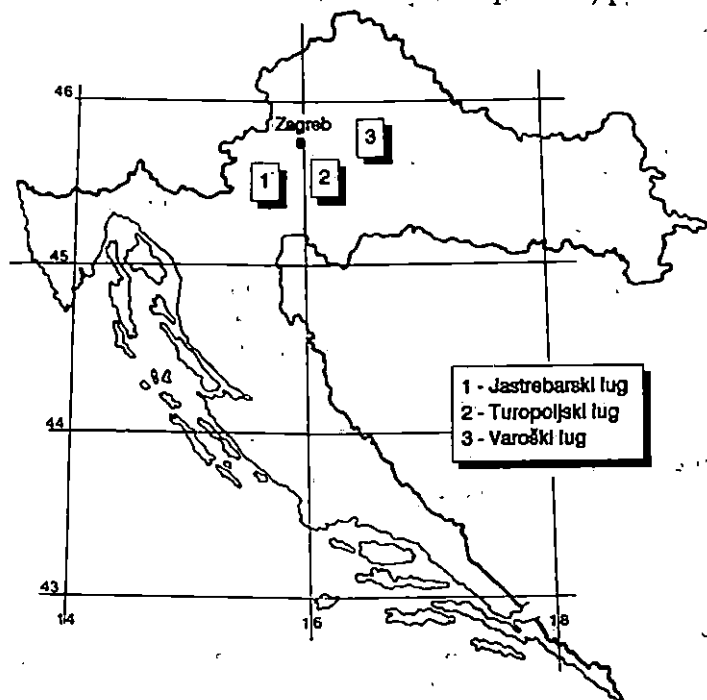 46
Zagreb
3
1
2
45
1 - Jastrebarski lug
2 - Turopoljski lug
3 - Varoški lug
44
43
14
16
18